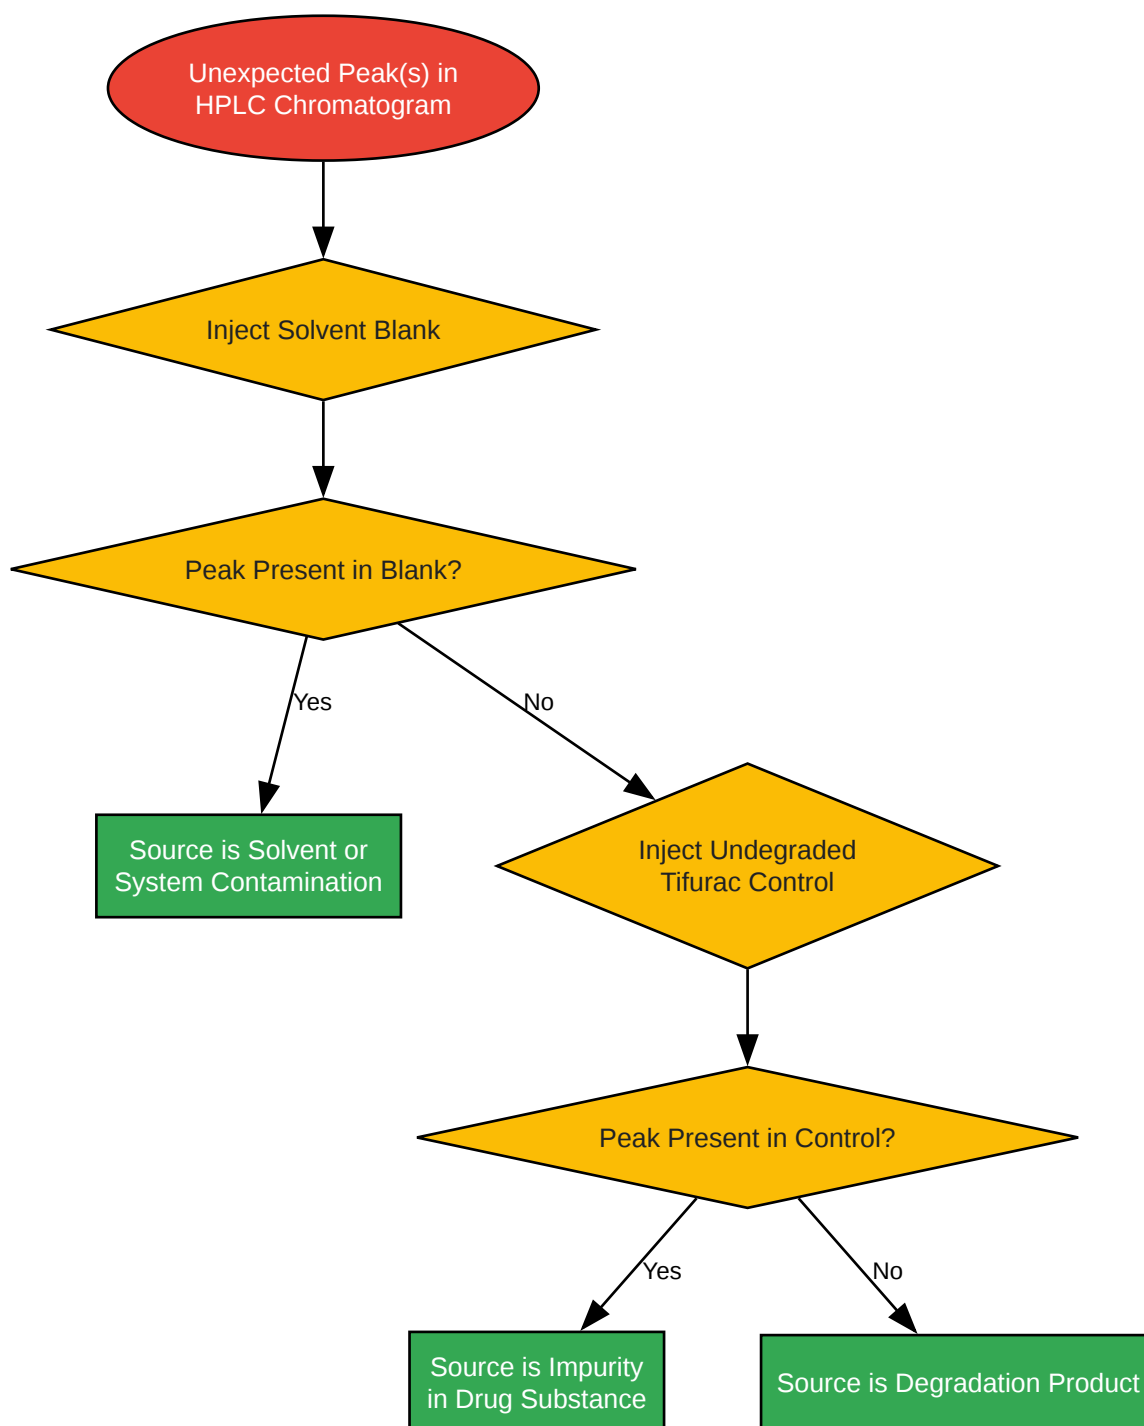 Unexpected Peak(s) in
HPLC Chromatogram
Inject Solvent Blank
Peak Present in Blank?
Yes
No
Source is Solvent or
System Contamination
Inject Undegraded
Tifurac Control
Peak Present in Control?
Yes
No
Source is Impurity
in Drug Substance
Source is Degradation Product